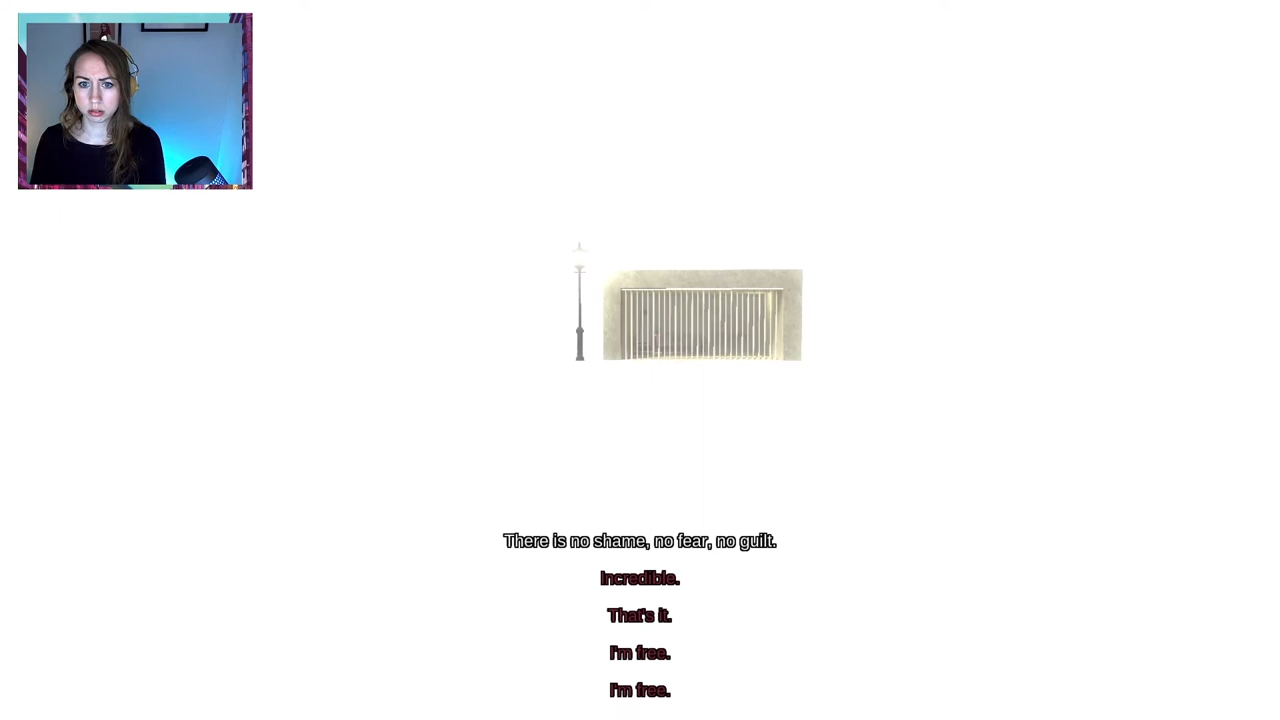 There is no shame, no fear, no guilt.
Incredible.
That's it.
I'm free.
I'm free.